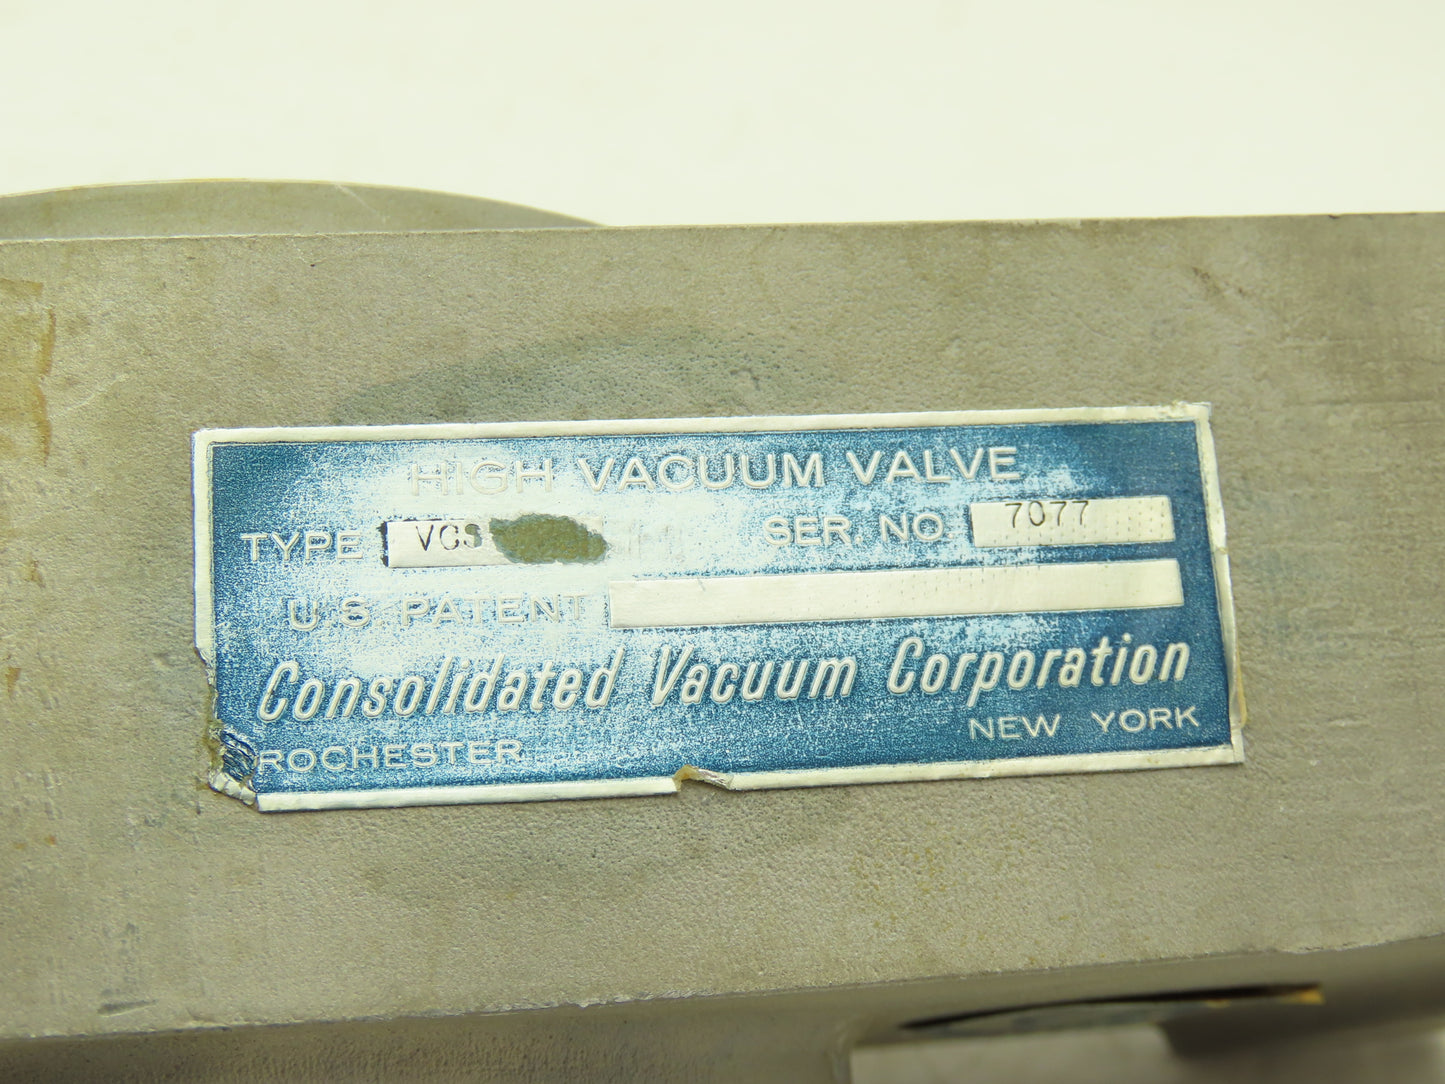 HIGH VACUUM VALVE
TYPE VCS SER. NO. 7077
U.S. PATENT
Consolidated Vacuum Corporation
ROCHESTER NEW YORK